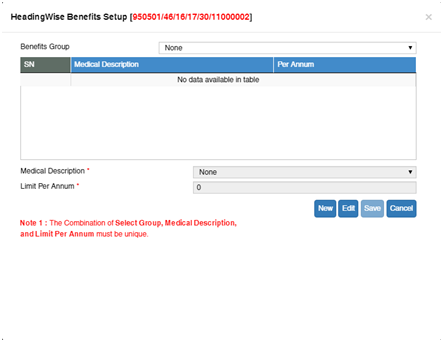 HeadingWise Benefits Setup [950501/46/16/17/30/11000002] ×
Benefits Group None
SN Medical Description Per Annum
No data available in table
Medical Description * None
Limit Per Annum * 0
New Edit Save Cancel
Note 1 : The Combination of Select Group, Medical Description,
and Limit Per Annum must be unique.